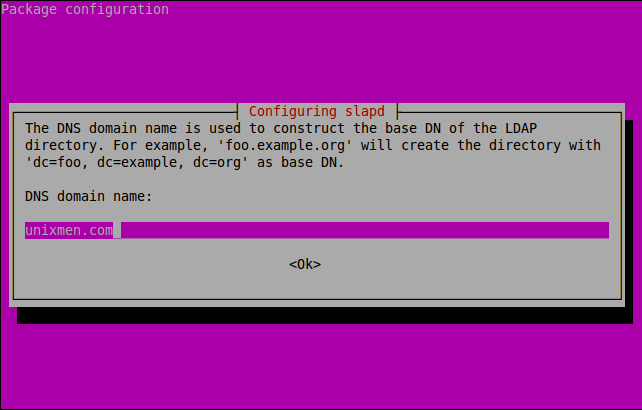 Package configuration
Configuring slapd
The DNS domain name is used to construct the base DN of the LDAP
directory. For example, 'foo.example.org' will create the directory with
'dc=foo, dc=example, dc=org' as base DN.
DNS domain name:
unixmen.com
<Ok>